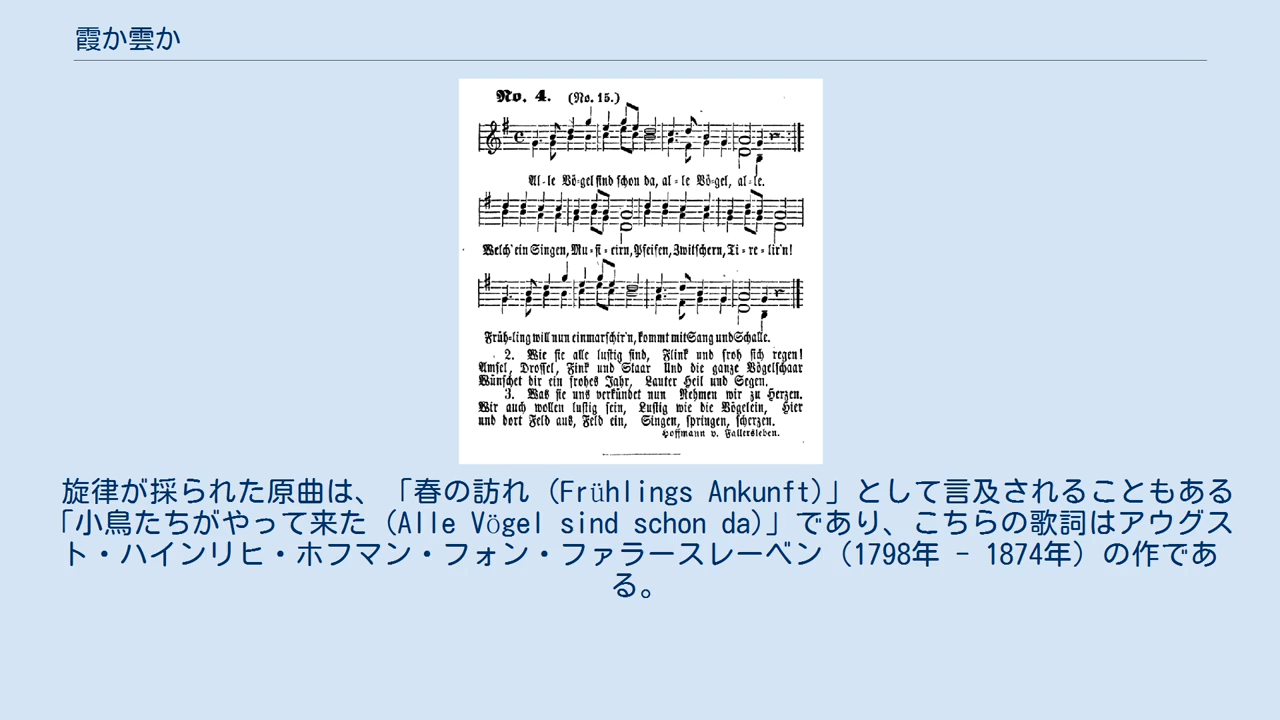 霞か雲か
No. 4. (No. 15.)
Al-le Vö-gel sind schon da, al-le Vö-gel, al-le.
Welch' ein Singen, Mu-si-cirn, Pfeifen, Zwitschern, Ti-re-lir'n!
Früh-ling will nun einmarschir'n, kommt mit Sang und Schalle.
2. Wie sie alle lustig sind, Flink und froh sich regen!
Amsel, Drossel, Fink und Staar Und die ganze Vögelschaar
Wünschet dir ein frohes Jahr, Lauter Heil und Segen.
3. Was sie uns verkündet nun Nehmen wir zu Herzen.
Wir auch wollen lustig sein, Lustig wie die Vögelein, Hier
und dort Feld aus, Feld ein, Singen, springen, scherzen.
Hoffmann v. Fallersleben.
旋律が採られた原曲は、「春の訪れ (Frühlings Ankunft)」として言及されることもある
「小鳥たちがやって来た (Alle Vögel sind schon da)」であり、こちらの歌詞はアウグス
ト・ハインリヒ・ホフマン・フォン・ファラースレーベン（1798年 - 1874年）の作であ
る。